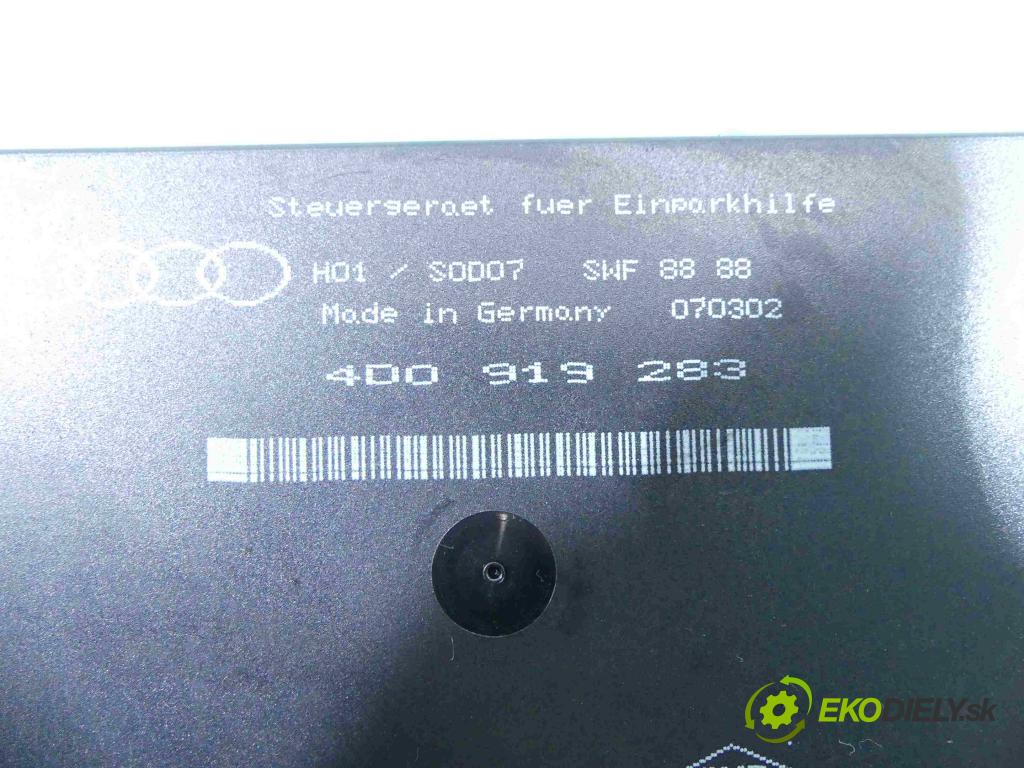 Steuergeraet fuer Einparkhilfe
H01 / S0D07 SWF 88 88
Made in Germany 070302
4D0 919 283
EKODIELY.sk